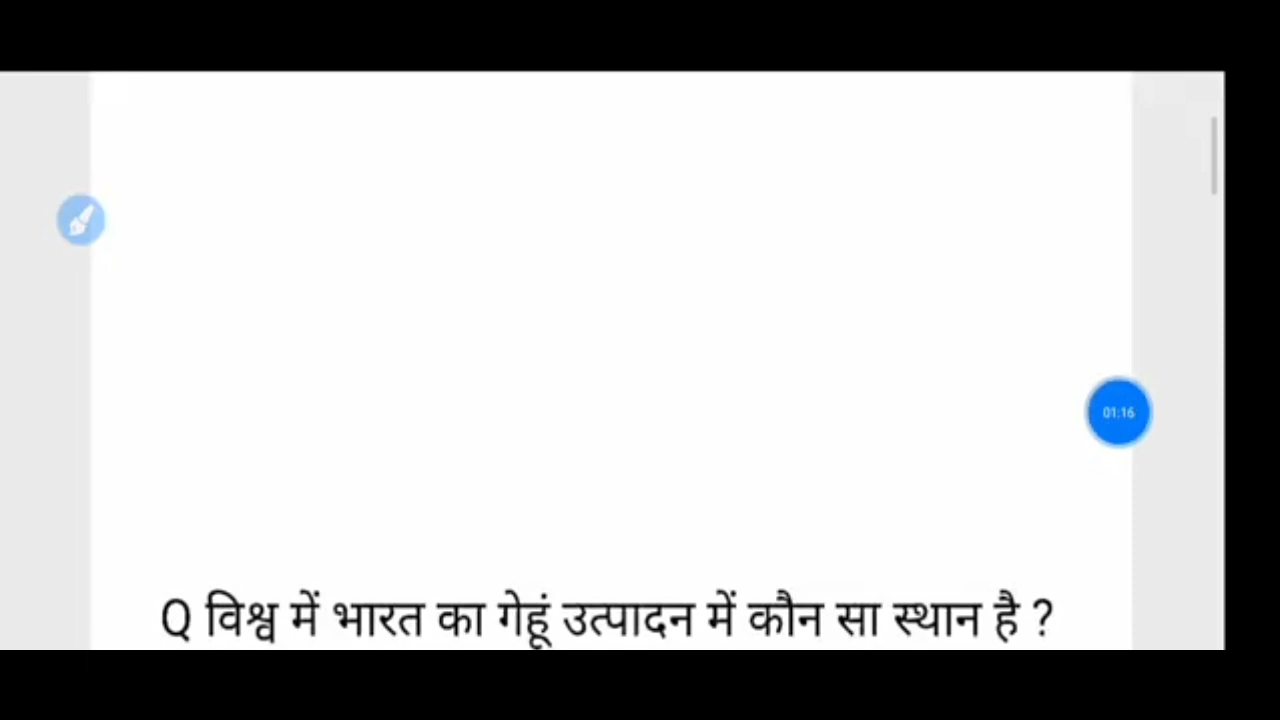 01:16
Q विश्व में भारत का गेहूं उत्पादन में कौन सा स्थान है ?